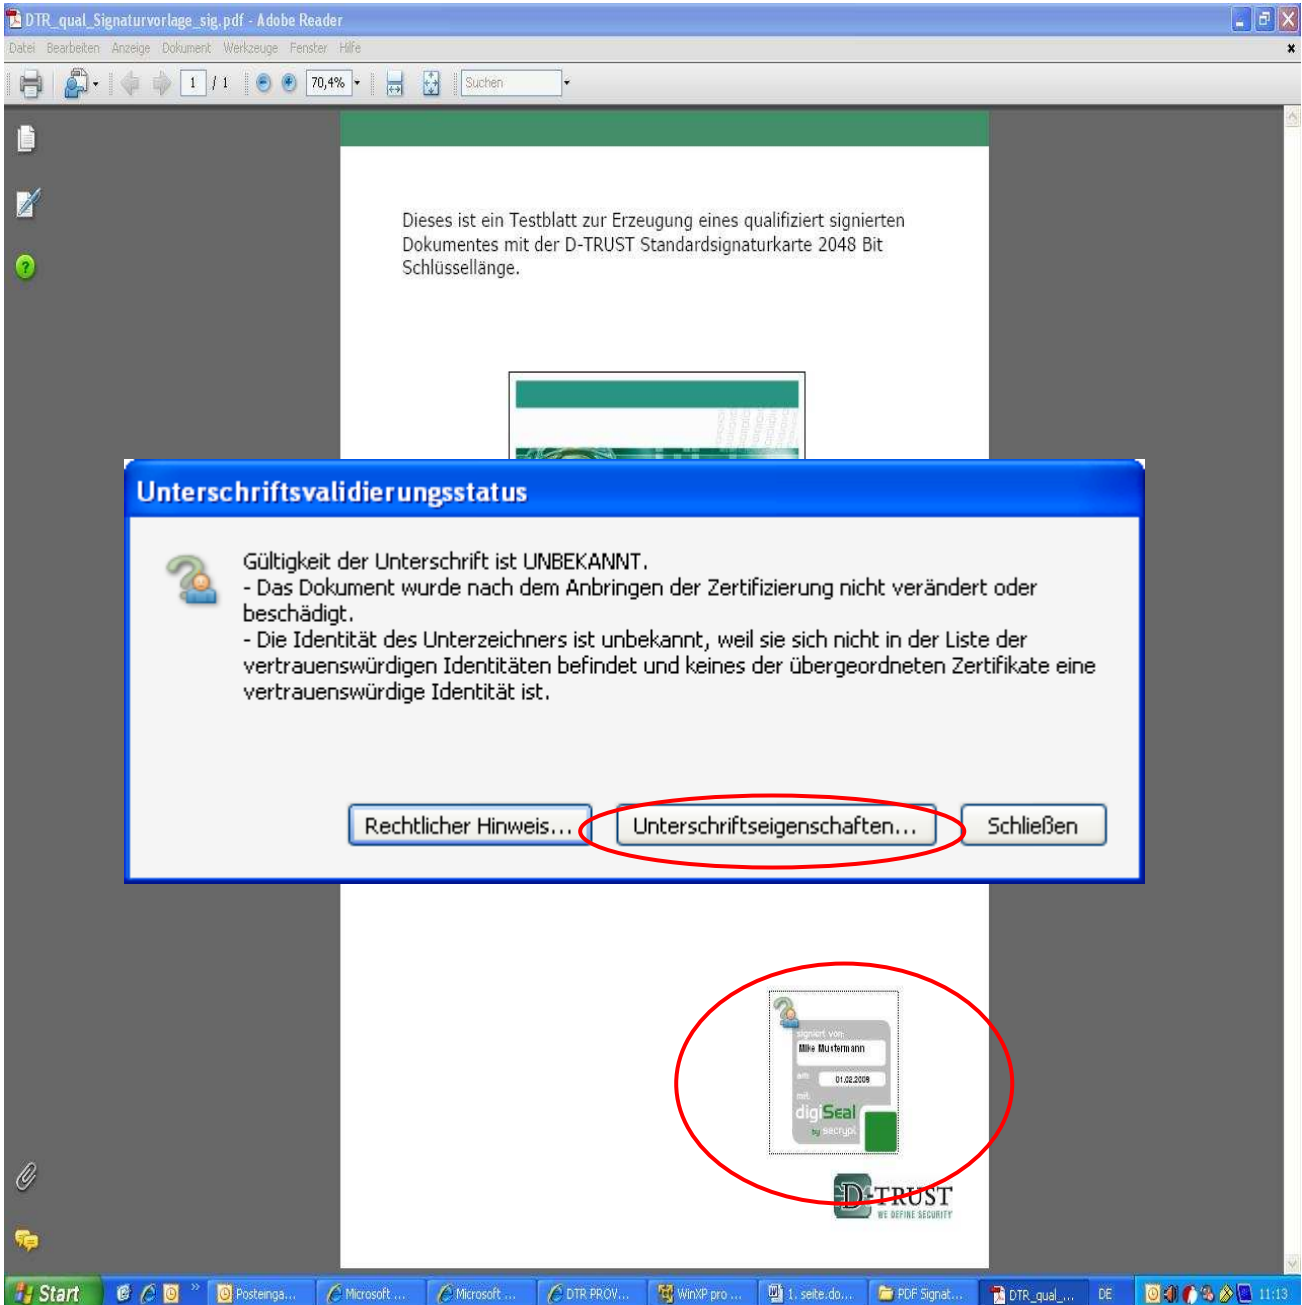 DTR_qual_Signaturvorlage_sig.pdf - Adobe Reader
Datei Bearbeiten Anzeige Dokument Werkzeuge Fenster Hilfe
1 / 1 70,4% Suchen
Dieses ist ein Testblatt zur Erzeugung eines qualifiziert signierten
Dokumentes mit der D-TRUST Standardsignaturkarte 2048 Bit
Schlüssellänge.
Unterschriftsvalidierungsstatus
Gültigkeit der Unterschrift ist UNBEKANNT.
- Das Dokument wurde nach dem Anbringen der Zertifizierung nicht verändert oder
beschädigt.
- Die Identität des Unterzeichners ist unbekannt, weil sie sich nicht in der Liste der
vertrauenswürdigen Identitäten befindet und keines der übergeordneten Zertifikate eine
vertrauenswürdige Identität ist.
Rechtlicher Hinweis... Unterschriftseigenschaften... Schließen
signiert von:
Mike Mustermann
am: 01.02.2008
mit:
digiSeal
by secrypt
D-TRUST
WE DEFINE SECURITY
Start Posteinga... Microsoft ... Microsoft ... DTR PROV... WinXP pro ... 1. seite.do... PDF Signat... DTR_qual_... DE 11:13